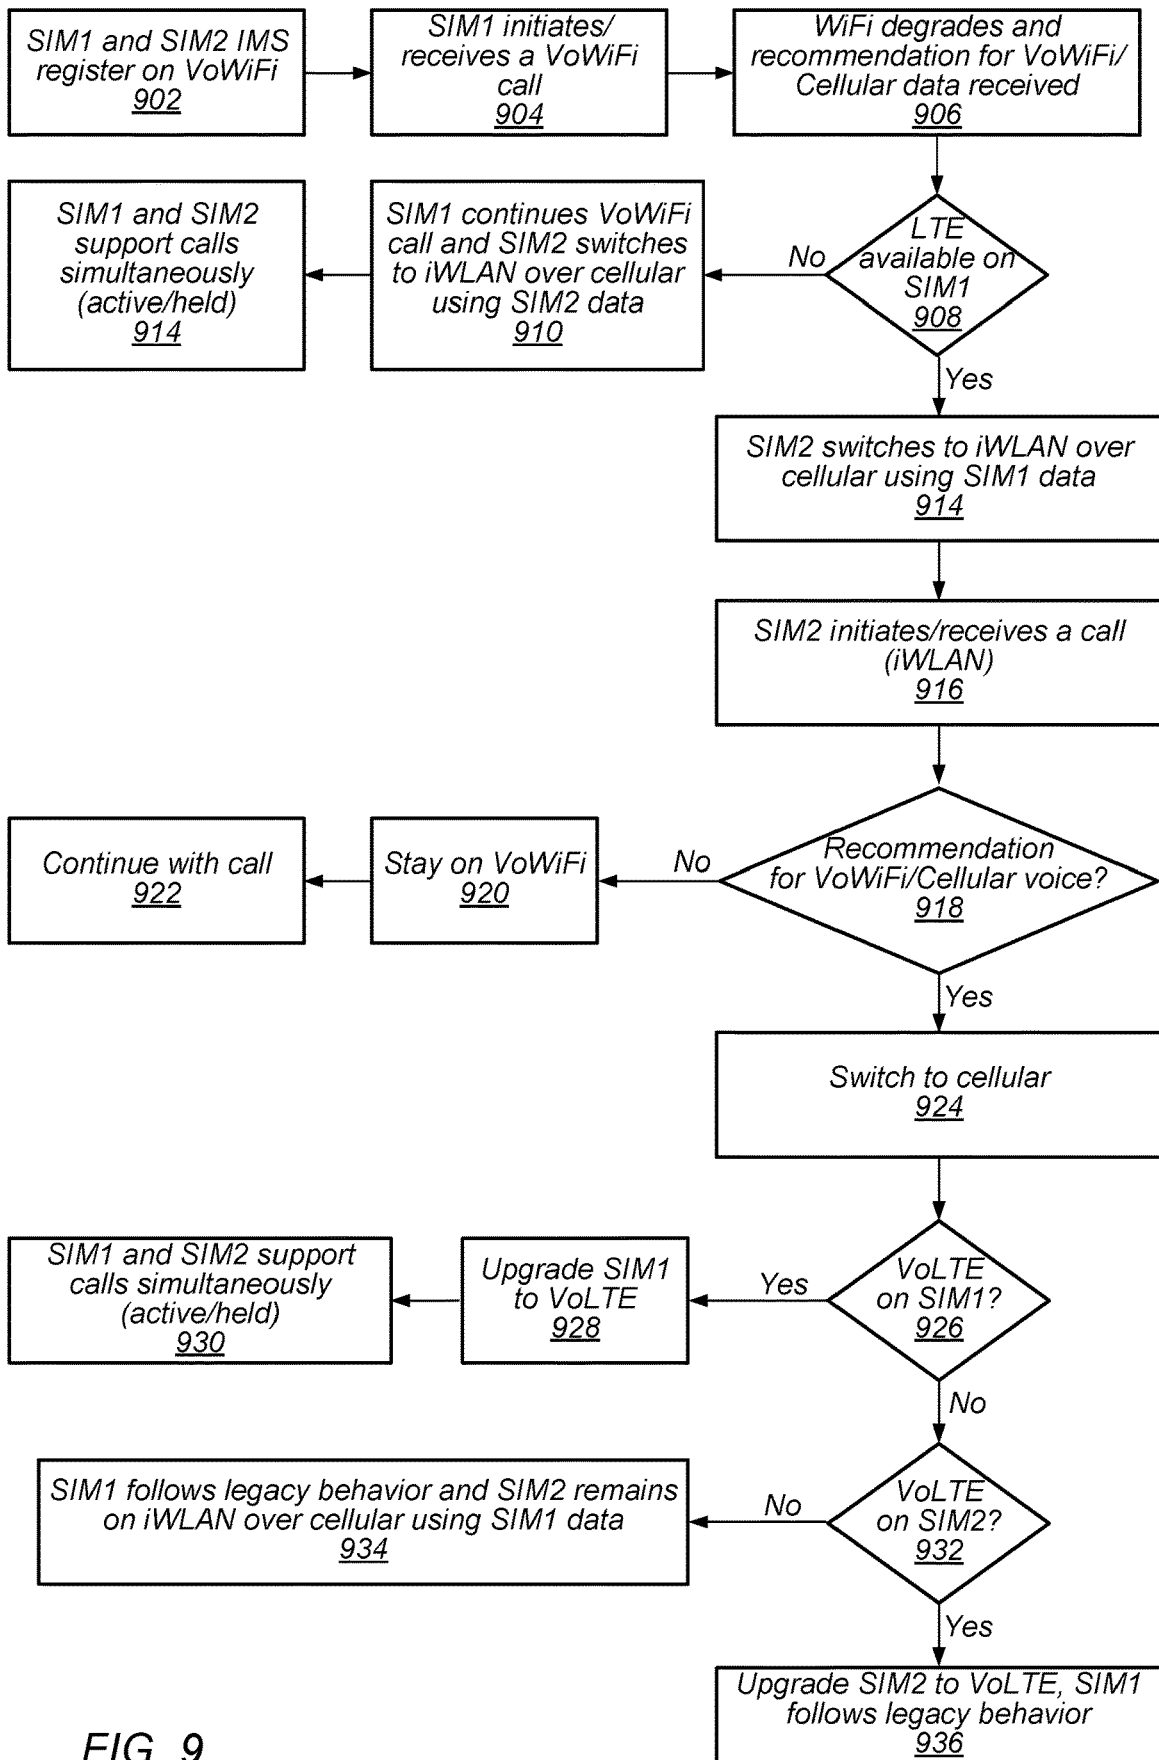 SIM1 and SIM2 IMS
register on VoWiFi
902
SIM1 initiates/
receives a VoWiFi
call
904
WiFi degrades and
recommendation for VoWiFi/
Cellular data received
906
LTE
available on
SIM1
908
No
SIM1 continues VoWiFi
call and SIM2 switches
to iWLAN over cellular
using SIM2 data
910
SIM1 and SIM2
support calls
simultaneously
(active/held)
914
Yes
SIM2 switches to iWLAN over
cellular using SIM1 data
914
SIM2 initiates/receives a call
(iWLAN)
916
Recommendation
for VoWiFi/Cellular voice?
918
No
Stay on VoWiFi
920
Continue with call
922
Yes
Switch to cellular
924
VoLTE
on SIM1?
926
Yes
Upgrade SIM1
to VoLTE
928
SIM1 and SIM2 support
calls simultaneously
(active/held)
930
No
VoLTE
on SIM2?
932
No
SIM1 follows legacy behavior and SIM2 remains
on iWLAN over cellular using SIM1 data
934
Yes
Upgrade SIM2 to VoLTE, SIM1
follows legacy behavior
936
FIG. 9